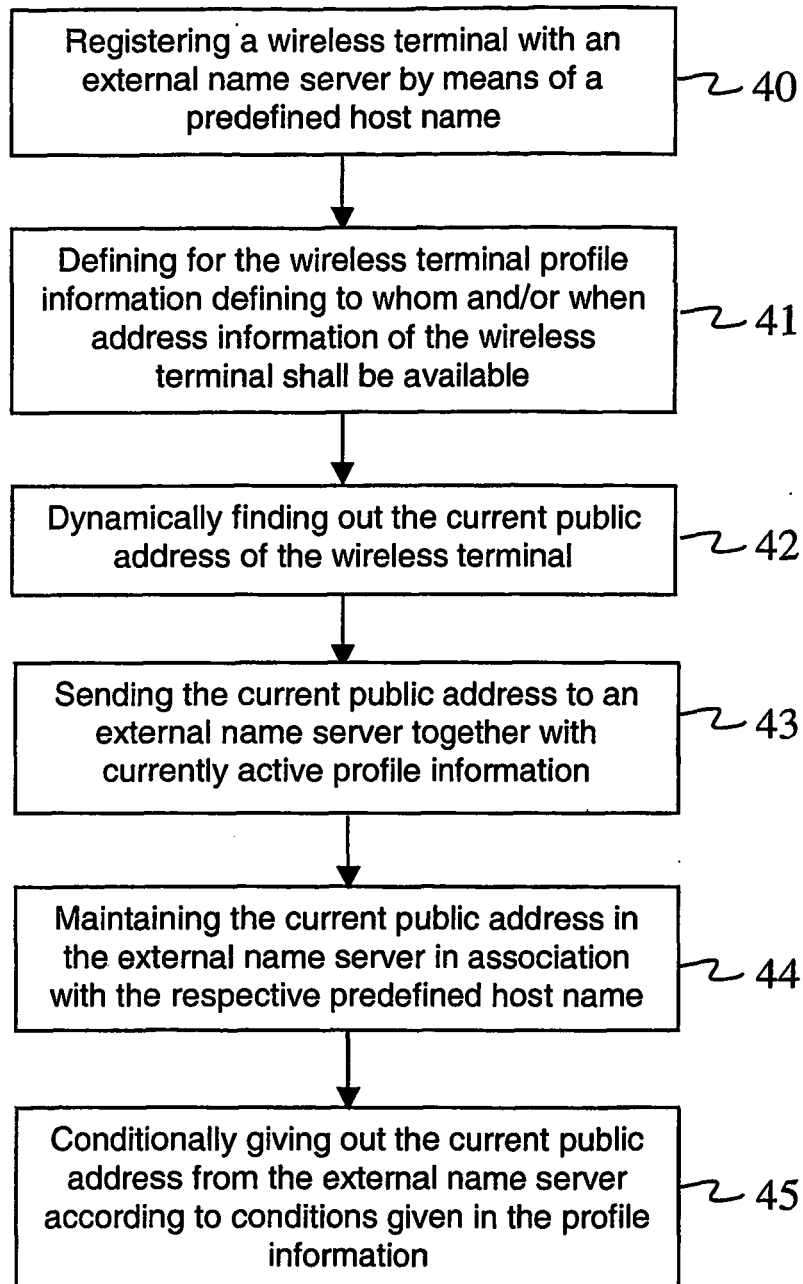 Registering a wireless terminal with an
external name server by means of a
predefined host name
40
Defining for the wireless terminal profile
information defining to whom and/or when
address information of the wireless
terminal shall be available
41
Dynamically finding out the current public
address of the wireless terminal
42
Sending the current public address to an
external name server together with
currently active profile information
43
Maintaining the current public address in
the external name server in association
with the respective predefined host name
44
Conditionally giving out the current public
address from the external name server
according to conditions given in the profile
information
45